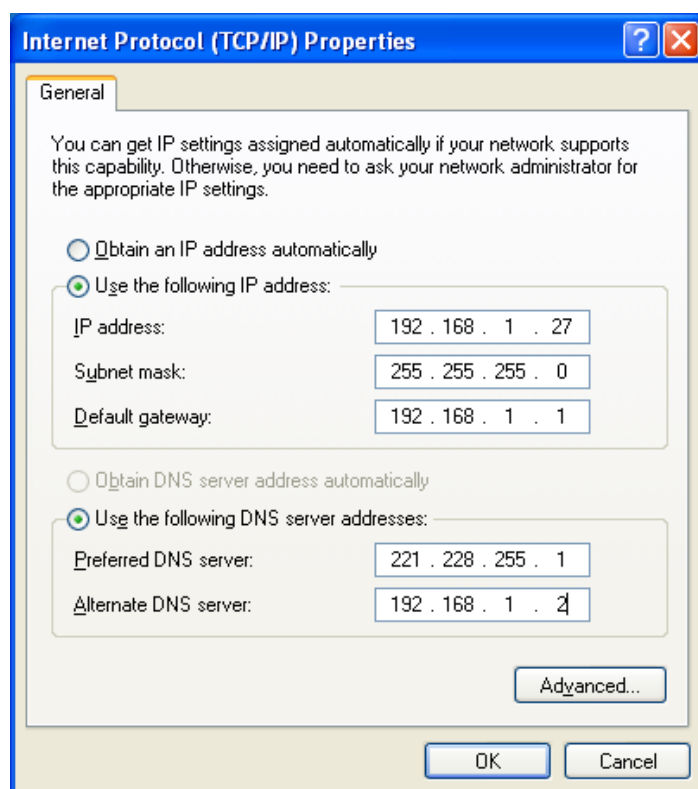 Internet Protocol (TCP/IP) Properties
General
You can get IP settings assigned automatically if your network supports
this capability. Otherwise, you need to ask your network administrator for
the appropriate IP settings.
Obtain an IP address automatically
Use the following IP address:
IP address: 192 . 168 . 1 . 27
Subnet mask: 255 . 255 . 255 . 0
Default gateway: 192 . 168 . 1 . 1
Obtain DNS server address automatically
Use the following DNS server addresses:
Preferred DNS server: 221 . 228 . 255 . 1
Alternate DNS server: 192 . 168 . 1 . 2
Advanced...
OK Cancel